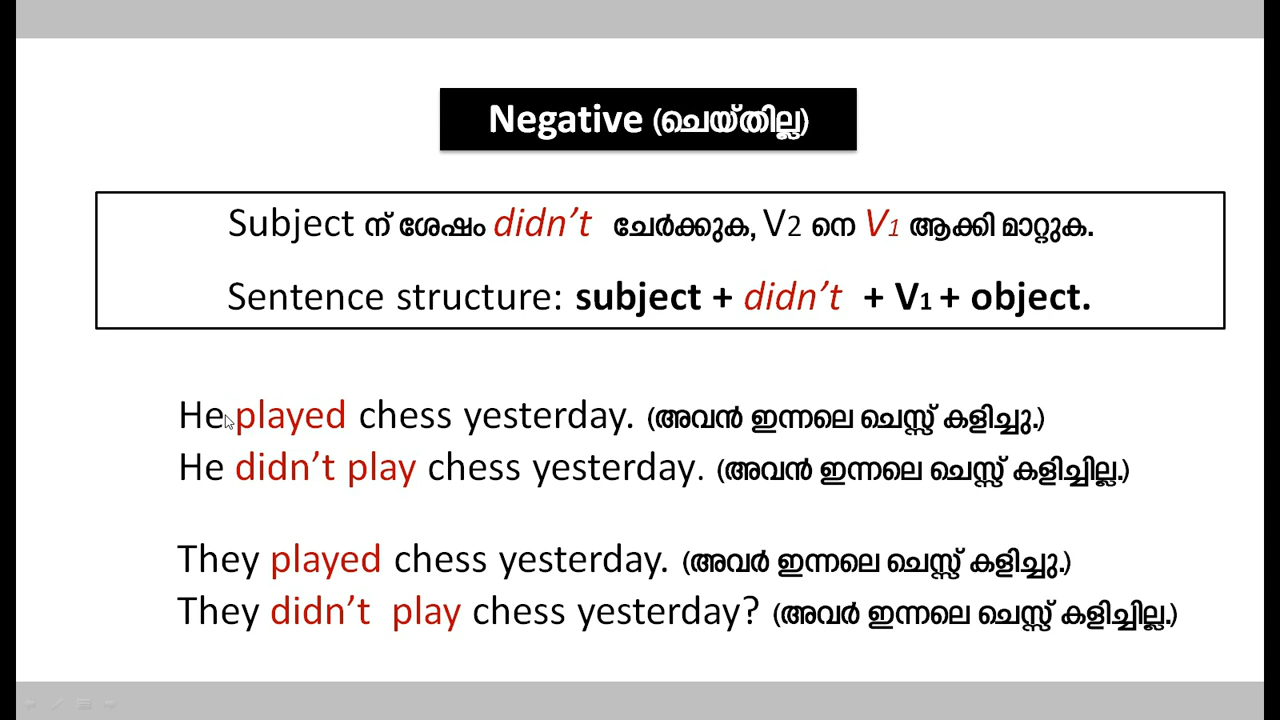 Negative (ചെയ്തില്ല)
Subject ന് ശേഷം didn’t ചേർക്കുക, V2 നെ V1 ആക്കി മാറ്റുക.
Sentence structure: subject + didn’t + V1 + object.
He played chess yesterday. (അവൻ ഇന്നലെ ചെസ്സ് കളിച്ചു.)
He didn’t play chess yesterday. (അവൻ ഇന്നലെ ചെസ്സ് കളിച്ചില്ല.)
They played chess yesterday. (അവർ ഇന്നലെ ചെസ്സ് കളിച്ചു.)
They didn’t play chess yesterday? (അവർ ഇന്നലെ ചെസ്സ് കളിച്ചില്ല.)